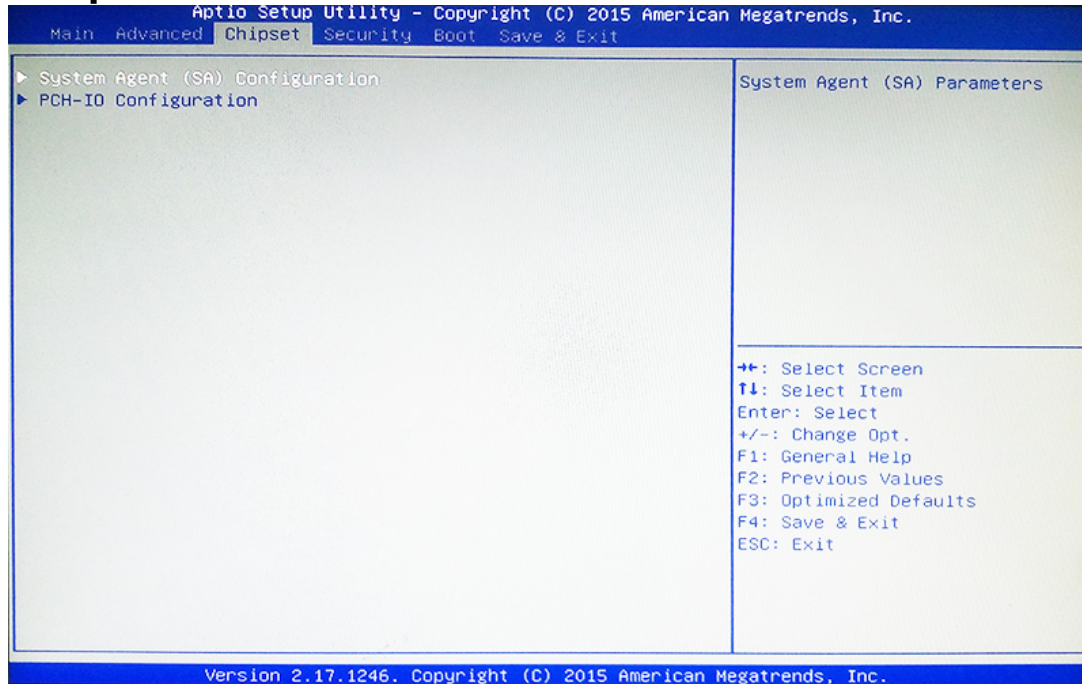 Aptio Setup Utility - Copyright (C) 2015 American Megatrends, Inc.
Main Advanced Chipset Security Boot Save & Exit
▶ System Agent (SA) Configuration
▶ PCH-IO Configuration
System Agent (SA) Parameters
→←: Select Screen
↑↓: Select Item
Enter: Select
+/-: Change Opt.
F1: General Help
F2: Previous Values
F3: Optimized Defaults
F4: Save & Exit
ESC: Exit
Version 2.17.1246. Copyright (C) 2015 American Megatrends, Inc.